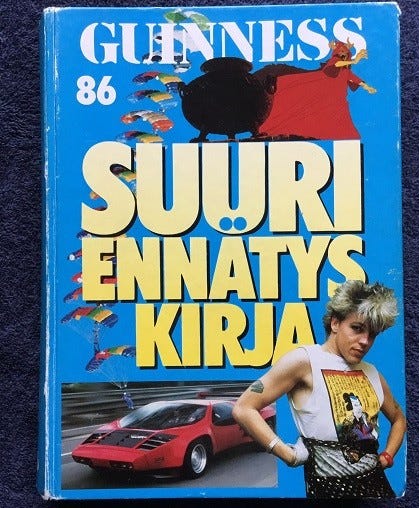 GUINNESS
86
SUURI
ENNÄTYS
KIRJA